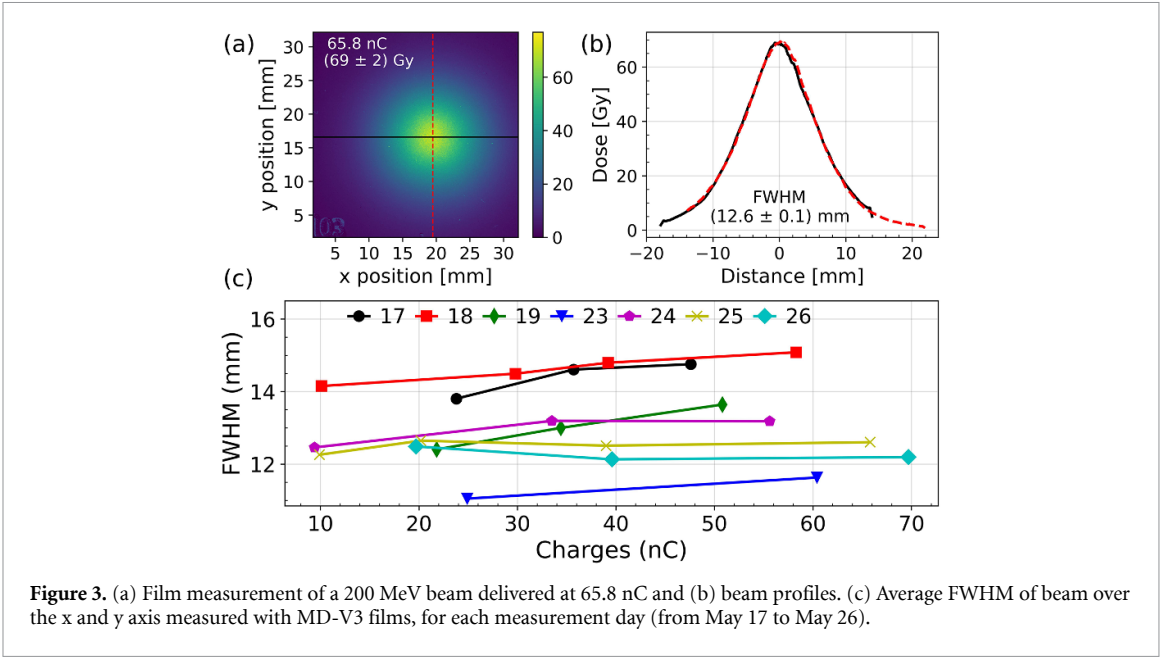 (a)
65.8 nC
(69 ± 2) Gy
y position [mm]
30
25
20
15
10
5
5 10 15 20 25 30
x position [mm]
60
40
20
0
(b)
Dose [Gy]
60
40
20
0
FWHM
(12.6 ± 0.1) mm
−20 −10 0 10 20
Distance [mm]
(c)
17 18 19 23 24 25 26
FWHM (mm)
16
14
12
10 20 30 40 50 60 70
Charges (nC)
Figure 3. (a) Film measurement of a 200 MeV beam delivered at 65.8 nC and (b) beam profiles. (c) Average FWHM of beam over
the x and y axis measured with MD-V3 films, for each measurement day (from May 17 to May 26).